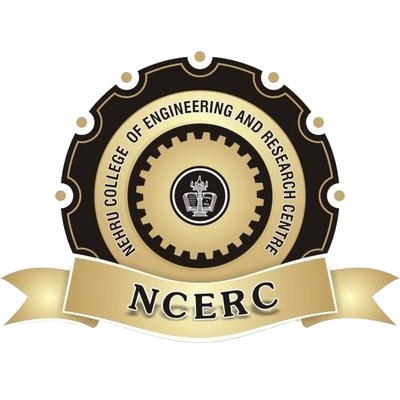 NEHRU COLLEGE OF ENGINEERING AND RESEARCH CENTRE
NCERC